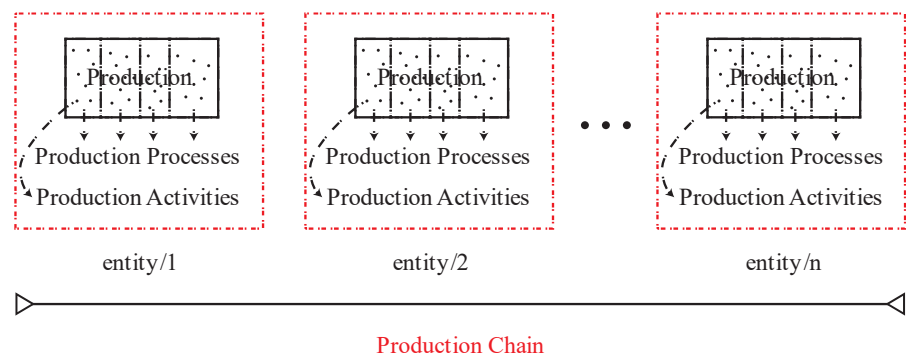 Production
Production Processes
Production Activities
entity/1
Production
Production Processes
Production Activities
entity/2
Production
Production Processes
Production Activities
entity/n
Production Chain